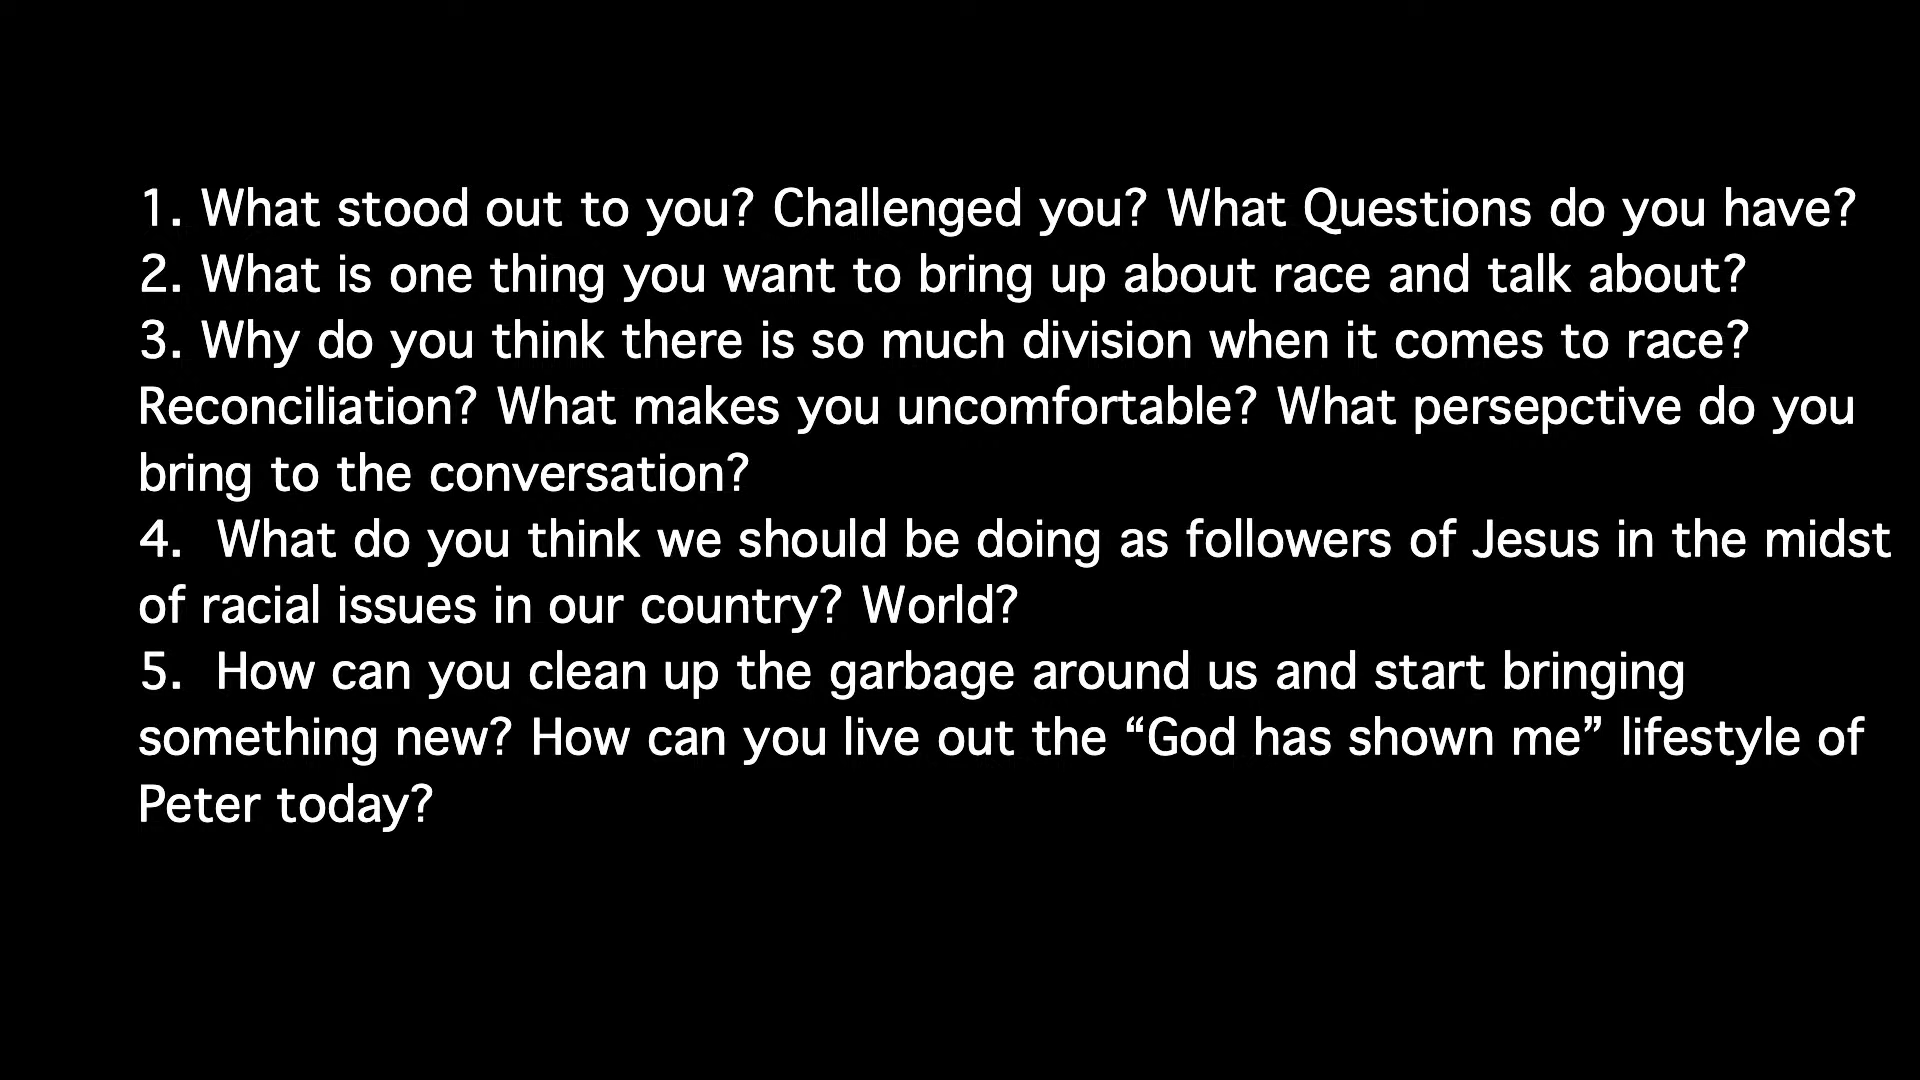 1. What stood out to you? Challenged you? What Questions do you have?
2. What is one thing you want to bring up about race and talk about?
3. Why do you think there is so much division when it comes to race?
Reconciliation? What makes you uncomfortable? What persepctive do you
bring to the conversation?
4.  What do you think we should be doing as followers of Jesus in the midst
of racial issues in our country? World?
5.  How can you clean up the garbage around us and start bringing
something new? How can you live out the “God has shown me” lifestyle of
Peter today?